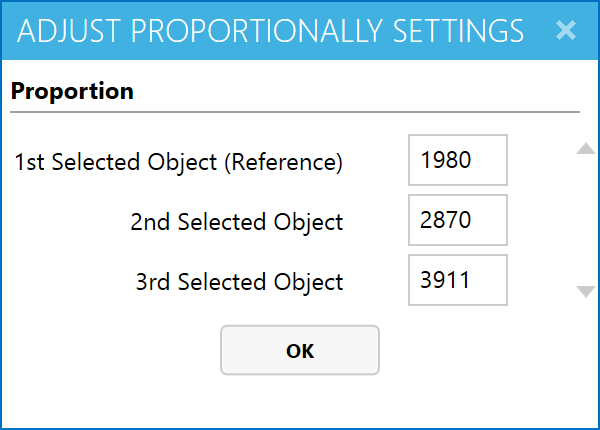 ADJUST PROPORTIONALLY SETTINGS
Proportion
1st Selected Object (Reference) 1980
2nd Selected Object 2870
3rd Selected Object 3911
OK